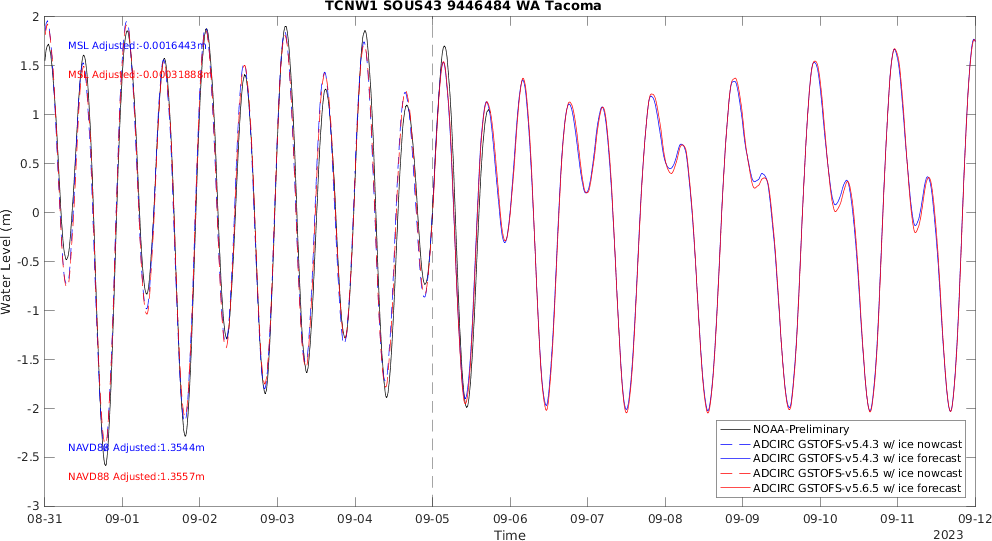 TCNW1 SOUS43 9446484 WA Tacoma
MSL Adjusted:-0.0016443m
MSL Adjusted:-0.00031888m
NAVD88 Adjusted:1.3544m
NAVD88 Adjusted:1.3557m
Water Level (m)
2
1.5
1
0.5
0
-0.5
-1
-1.5
-2
-2.5
-3
NOAA-Preliminary
ADCIRC GSTOFS-v5.4.3 w/ ice nowcast
ADCIRC GSTOFS-v5.4.3 w/ ice forecast
ADCIRC GSTOFS-v5.6.5 w/ ice nowcast
ADCIRC GSTOFS-v5.6.5 w/ ice forecast
08-31 09-01 09-02 09-03 09-04 09-05 09-06 09-07 09-08 09-09 09-10 09-11 09-12
Time
2023